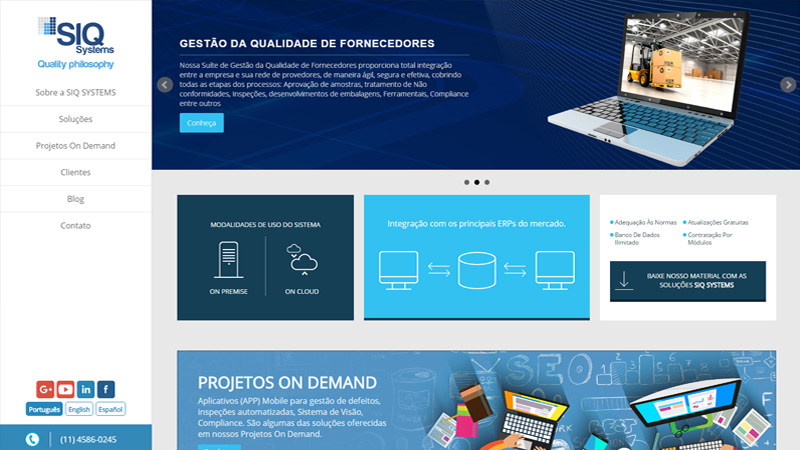 SIQ
Systems
Quality philosophy
Sobre a SIQ SYSTEMS
Soluções
Projetos On Demand
Clientes
Blog
Contato
Português
English
Español
(11) 4586-0245
GESTÃO DA QUALIDADE DE FORNECEDORES
Nossa Suíte de Gestão da Qualidade de Fornecedores proporciona total integração
entre a empresa e sua rede de provedores, de maneira ágil, segura e efetiva, cobrindo
todas as etapas dos processos: Aprovação de amostras, tratamento de Não
conformidades, Inspeções, desenvolvimentos de embalagens, Ferramentais, Compliance
entre outros
Conheça
MODALIDADES DE USO DO SISTEMA
ON PREMISE
ON CLOUD
Integração com os principais ERPs do mercado.
Adequação Às Normas
Atualizações Gratuitas
Banco De Dados
Ilimitado
Contratação Por
Módulos
BAIXE NOSSO MATERIAL COM AS
SOLUÇÕES SIQ SYSTEMS
PROJETOS ON DEMAND
Aplicativos (APP) Mobile para gestão de defeitos,
inspeções automatizadas, Sistema de Visão,
Compliance. São algumas das soluções oferecidas
em nossos Projetos On Demand.
SEO